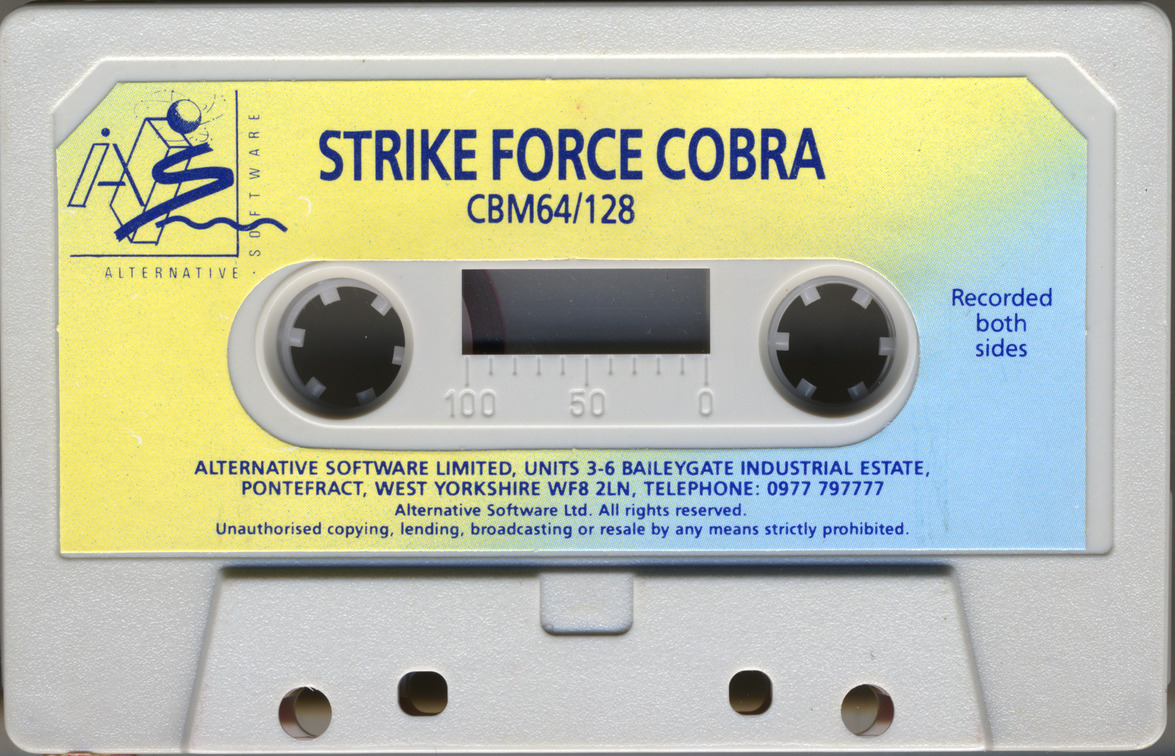 STRIKE FORCE COBRA
CBM64/128
AS
ALTERNATIVE · SOFTWARE
Recorded
both
sides
100 50 0
ALTERNATIVE SOFTWARE LIMITED, UNITS 3-6 BAILEYGATE INDUSTRIAL ESTATE,
PONTEFRACT, WEST YORKSHIRE WF8 2LN, TELEPHONE: 0977 797777
Alternative Software Ltd. All rights reserved.
Unauthorised copying, lending, broadcasting or resale by any means strictly prohibited.